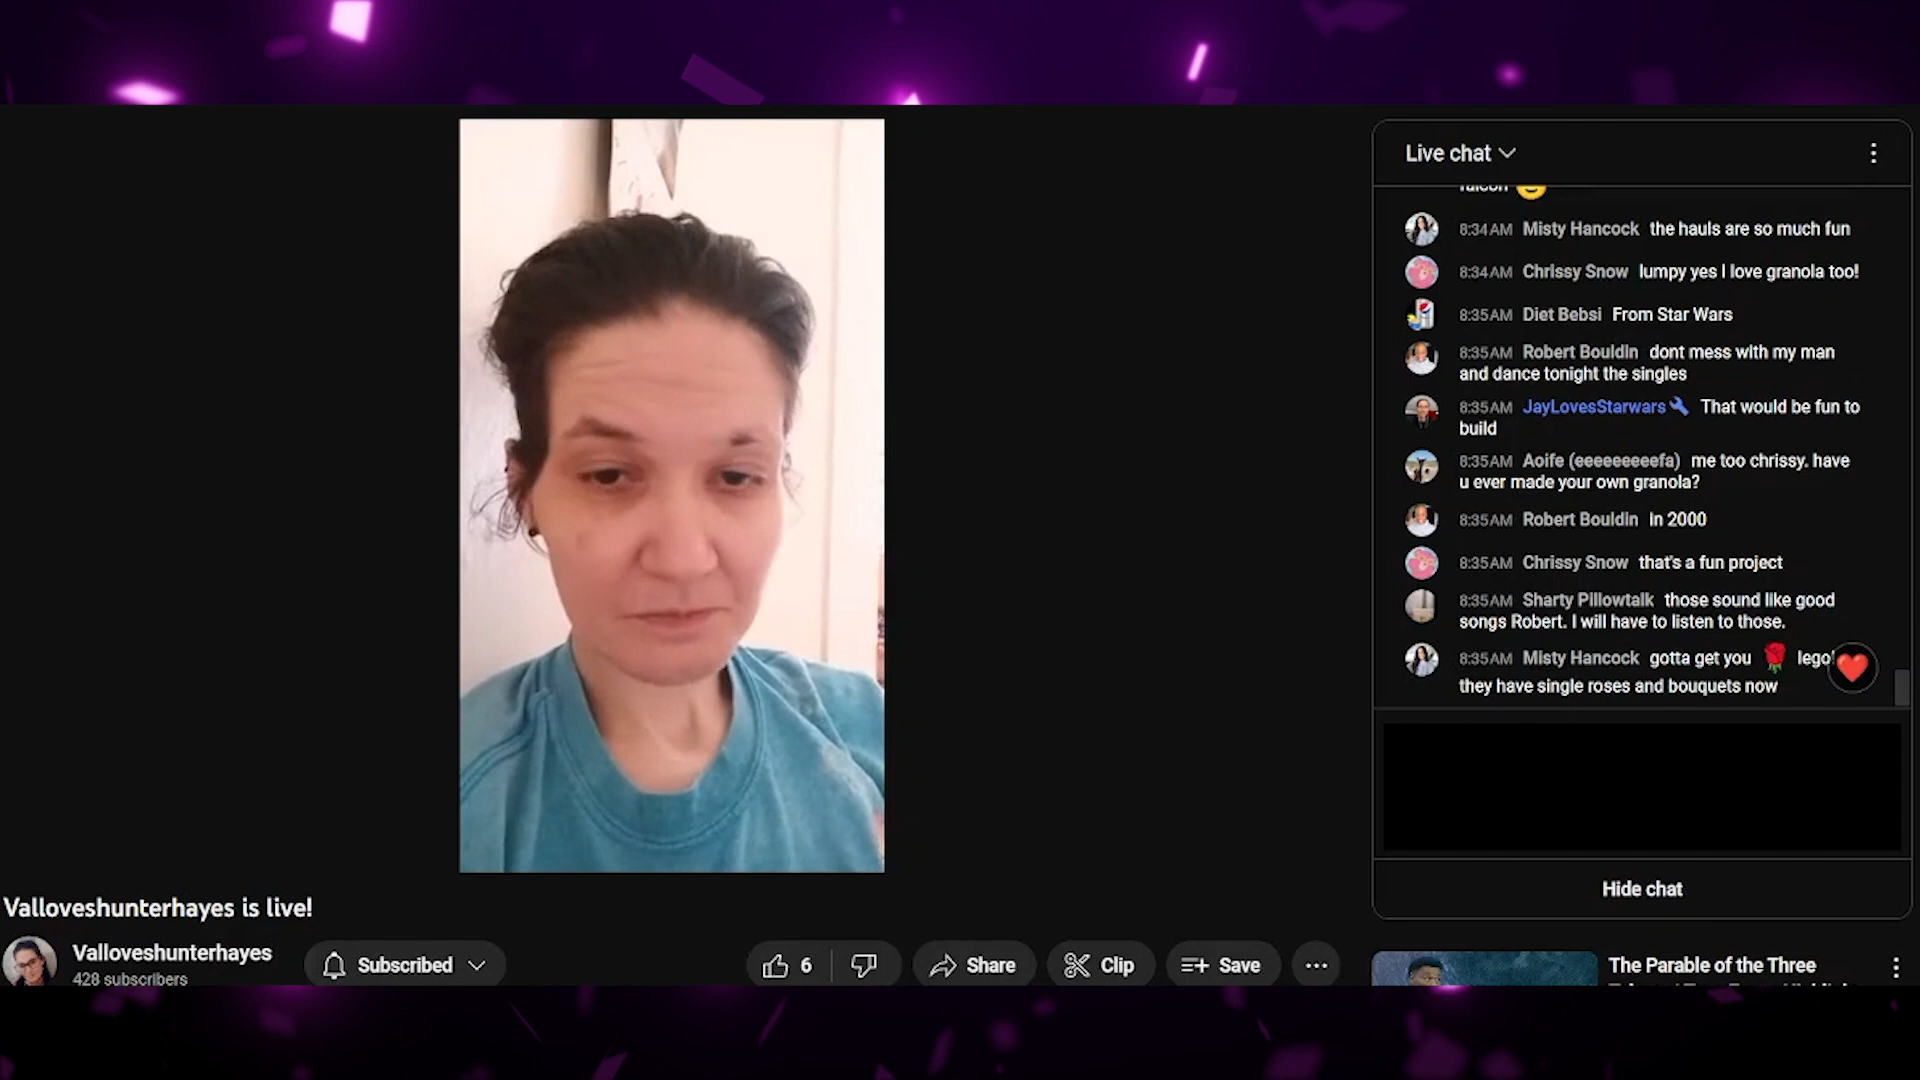 Live chat
falcon
8:34 AM Misty Hancock the hauls are so much fun
8:34 AM Chrissy Snow lumpy yes I love granola too!
8:35 AM Diet Bebsi From Star Wars
8:35 AM Robert Bouldin dont mess with my man
and dance tonight the singles
8:35 AM JayLovesStarwars That would be fun to
build
8:35 AM Aoife (eeeeeeeeefa) me too chrissy. have
u ever made your own granola?
8:35 AM Robert Bouldin in 2000
8:35 AM Chrissy Snow that's a fun project
8:35 AM Sharty Pillowtalk those sound like good
songs Robert. I will have to listen to those.
8:35 AM Misty Hancock gotta get you 🌹 lego!
they have single roses and bouquets now
Hide chat
Valloveshunterhayes is live!
Valloveshunterhayes
428 subscribers
Subscribed
6
Share
Clip
Save
The Parable of the Three